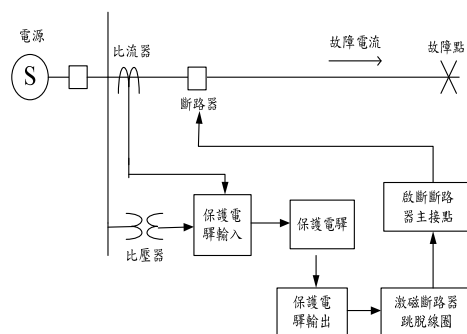 電源
S
比流器
斷路器
故障電流
故障點
保護電
驛輸入
保護電驛
啟斷斷路
器主接點
比壓器
保護電
驛輸出
激磁斷路器
跳脫線圈